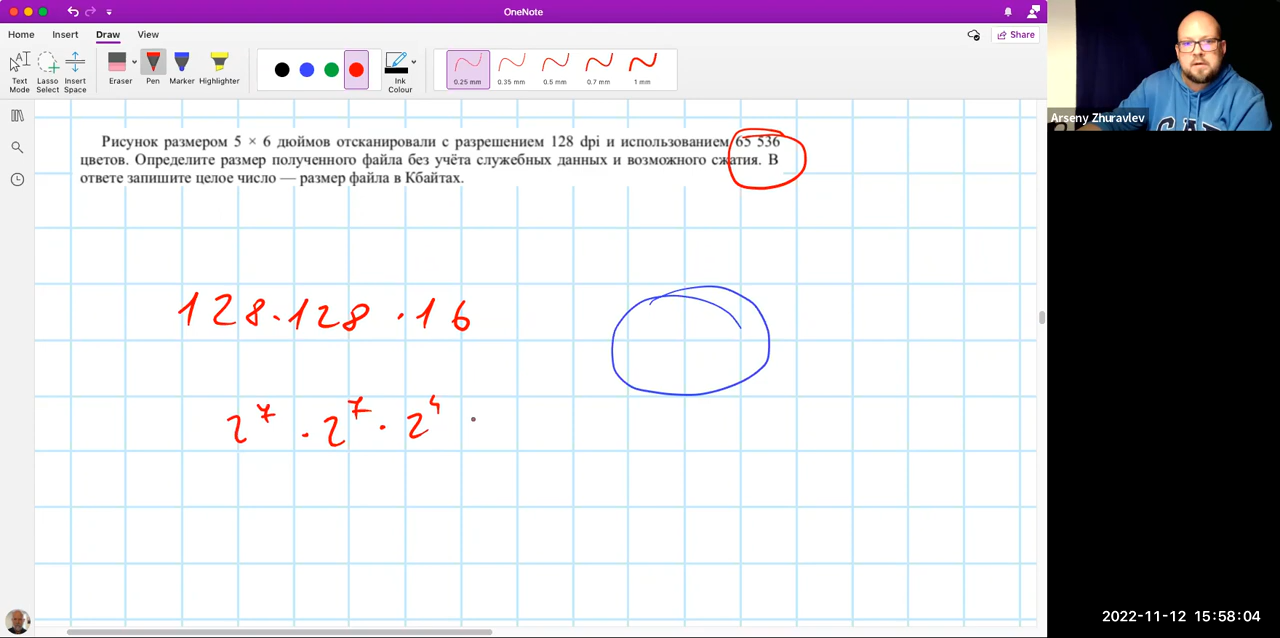 OneNote
Home Insert Draw View
Share
Text Mode
Lasso Select
Insert Space
Eraser
Pen
Marker
Highlighter
Ink Colour
0.25 mm
0.35 mm
0.5 mm
0.7 mm
1 mm
Arseny Zhuravlev
Рисунок размером 5 × 6 дюймов отсканировали с разрешением 128 dpi и использованием 65 536
цветов. Определите размер полученного файла без учёта служебных данных и возможного сжатия. В
ответе запишите целое число — размер файла в Кбайтах.
128·128·16
2⁷·2⁷·2⁴
2022-11-12 15:58:04